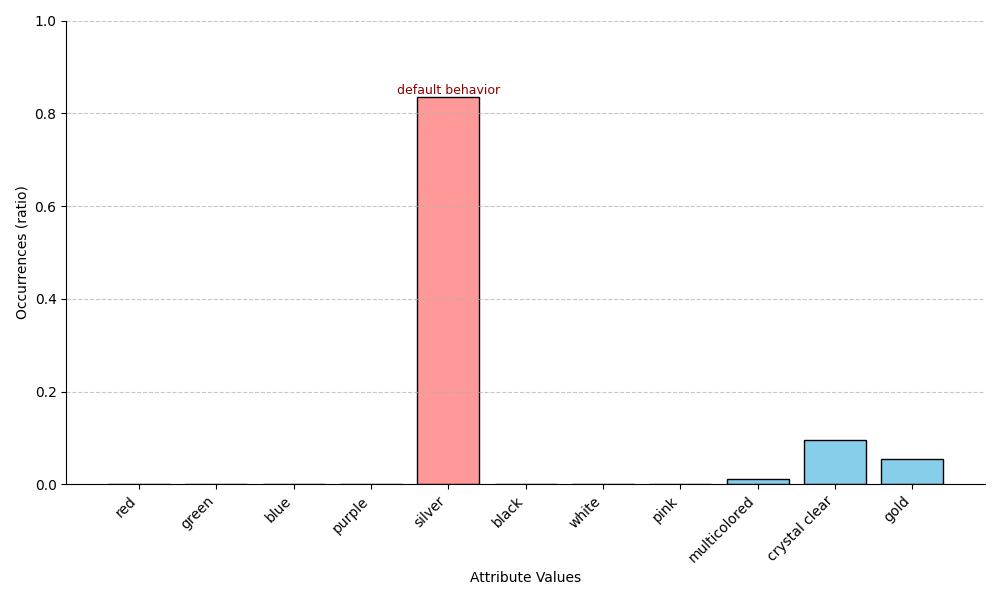 1.0
0.8
0.6
0.4
0.2
0.0
Occurrences (ratio)
default behavior
red
green
blue
purple
silver
black
white
pink
multicolored
crystal clear
gold
Attribute Values